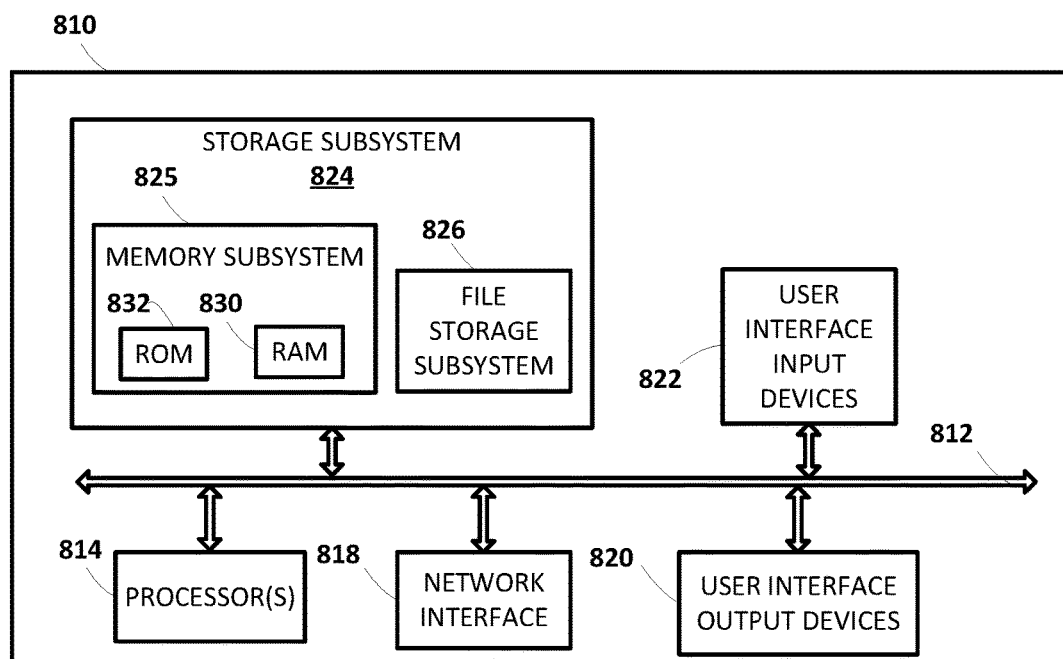 810
STORAGE SUBSYSTEM
824
825
MEMORY SUBSYSTEM
832
830
ROM
RAM
826
FILE
STORAGE
SUBSYSTEM
USER
INTERFACE
INPUT
DEVICES
822
812
814
PROCESSOR(S)
818
NETWORK
INTERFACE
820
USER INTERFACE
OUTPUT DEVICES